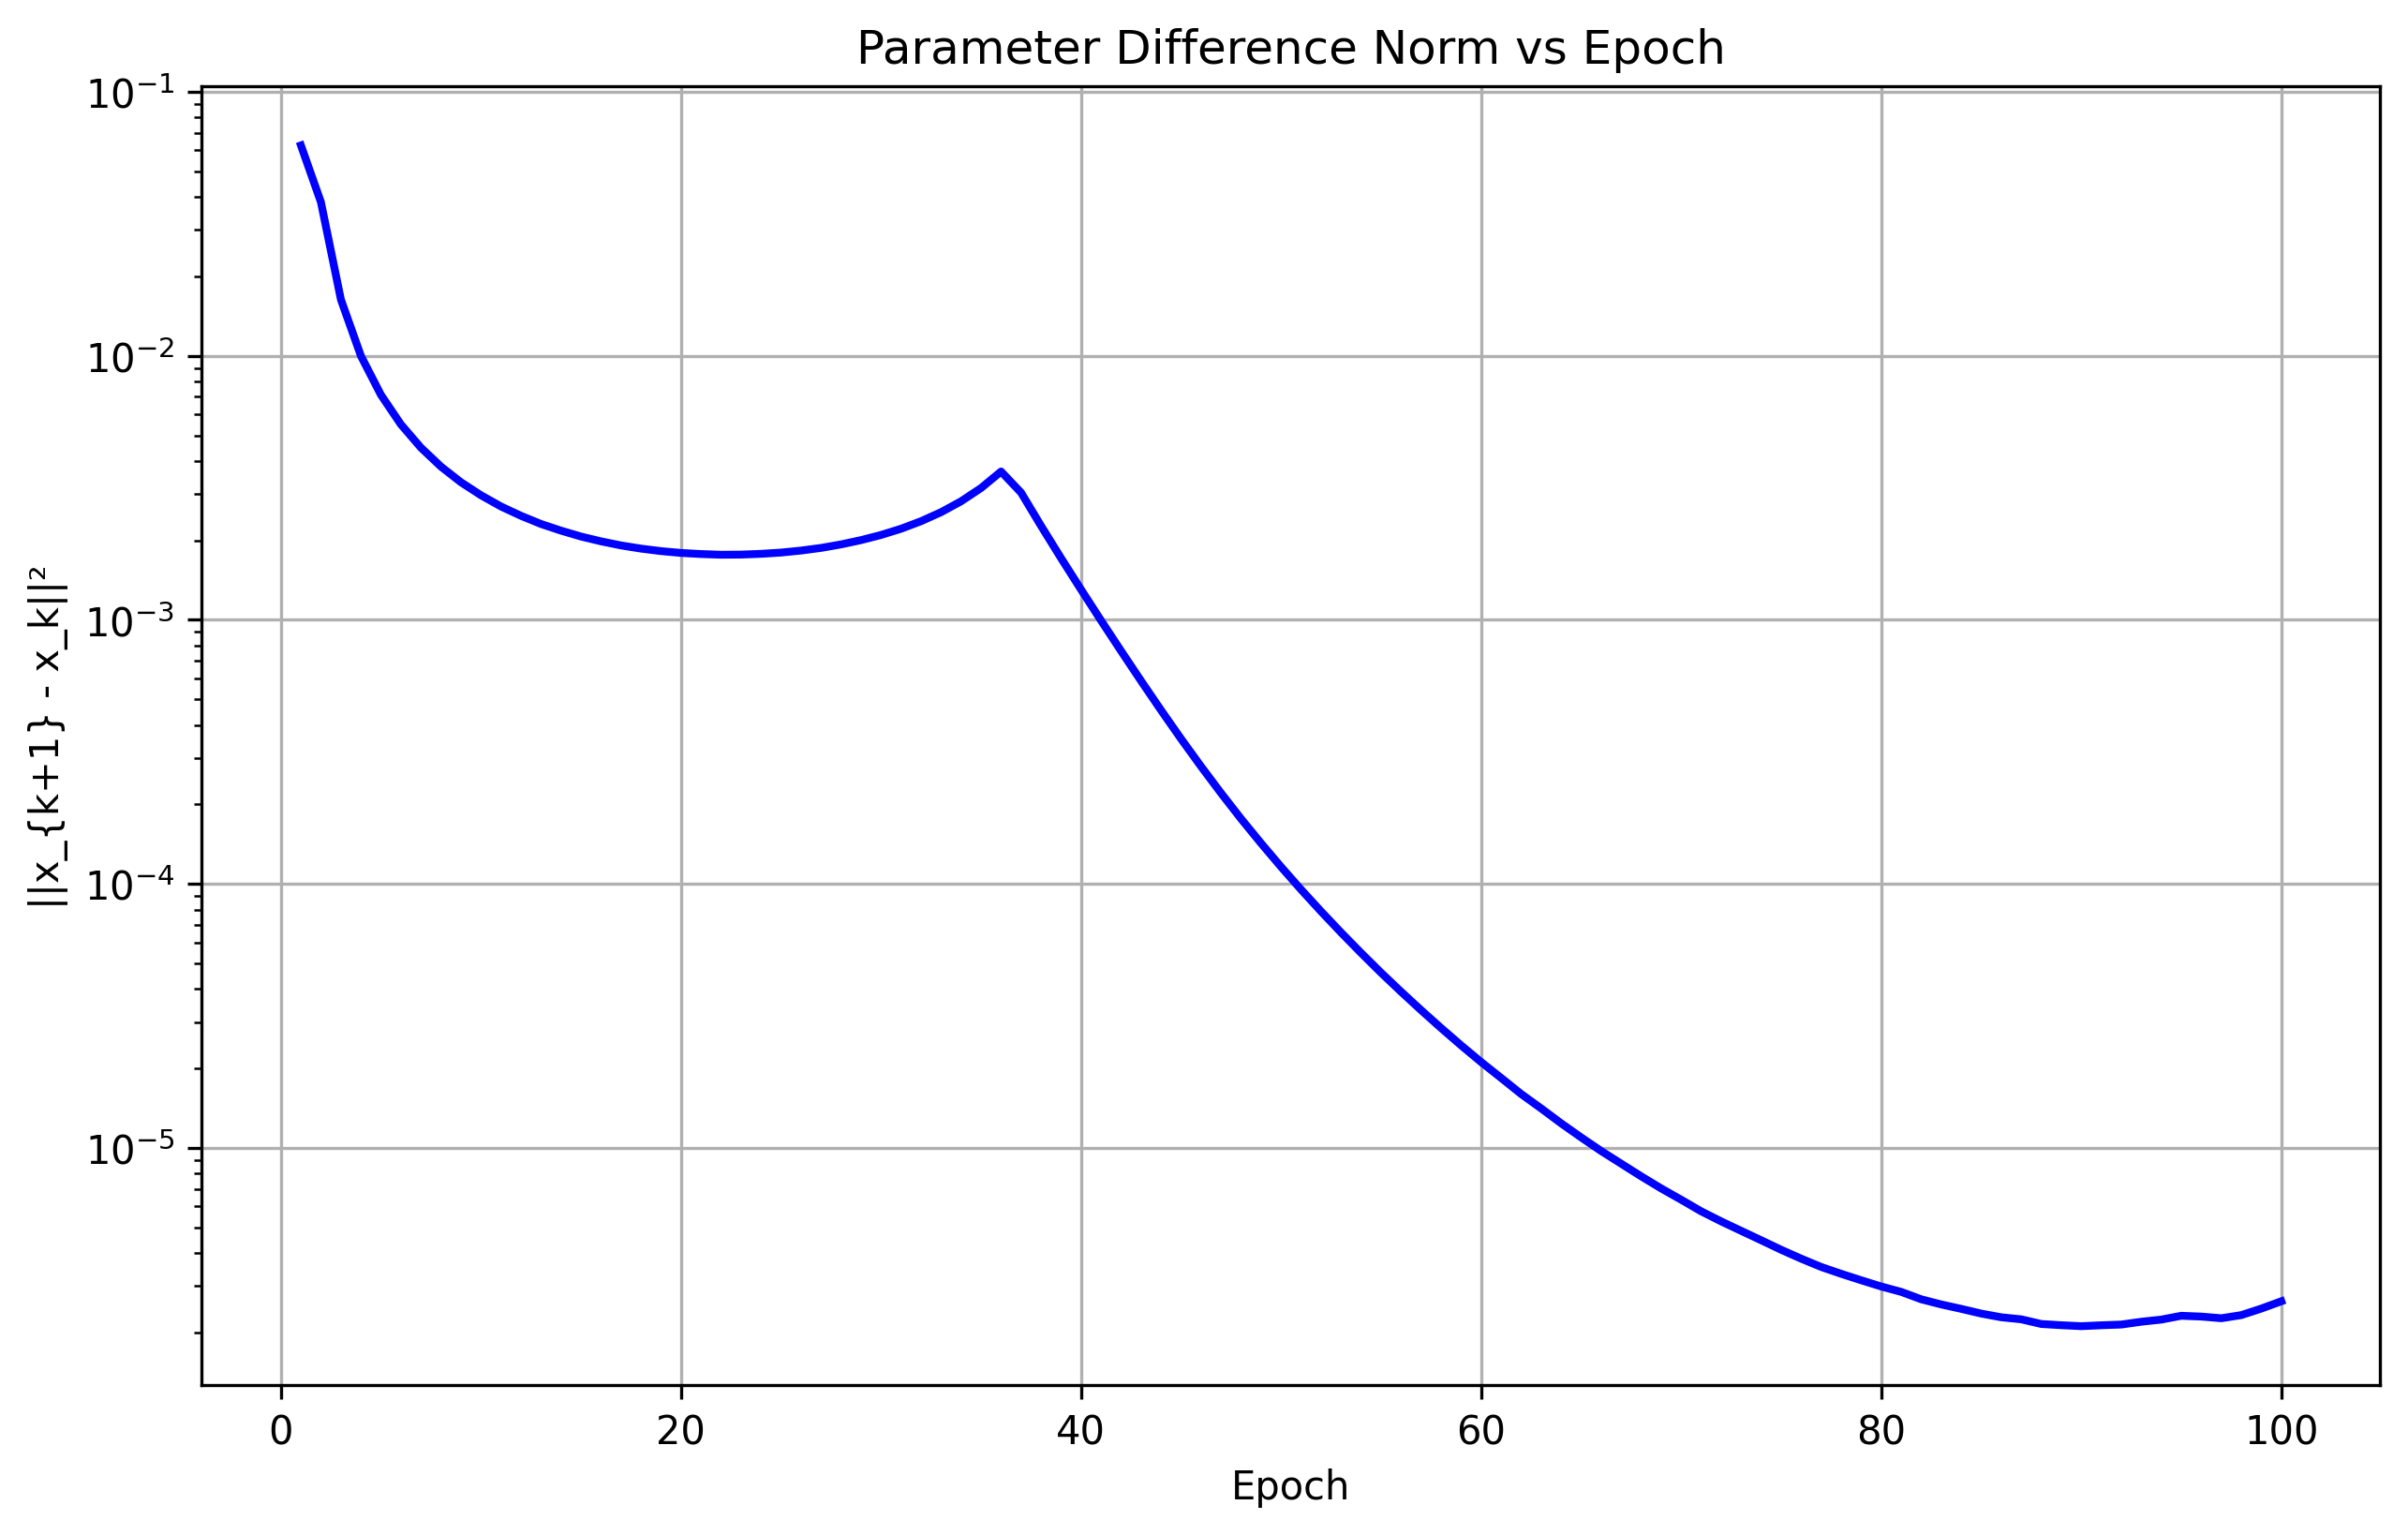 Parameter Difference Norm vs Epoch
10⁻¹
10⁻²
10⁻³
10⁻⁴
10⁻⁵
||x_{k+1} - x_k||²
0 20 40 60 80 100
Epoch